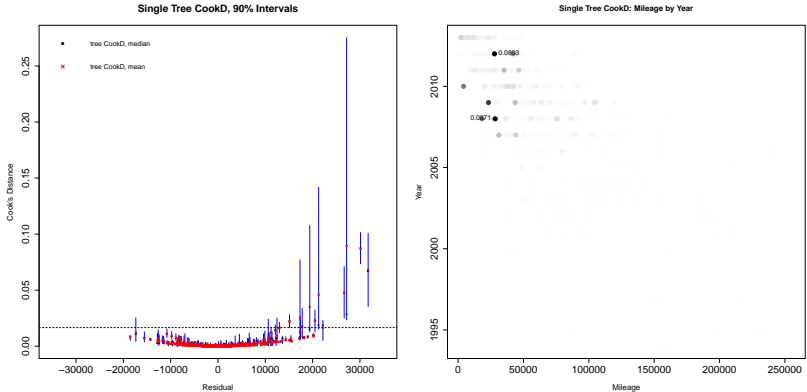 Single Tree CookD, 90% Intervals
tree CookD, median
tree CookD, mean
Cook's Distance
0.25
0.20
0.15
0.10
0.05
0.00
−30000 −20000 −10000 0 10000 20000 30000
Residual
Single Tree CookD: Mileage by Year
0.0893
0.0871
Year
2010
2005
2000
1995
0 50000 100000 150000 200000 250000
Mileage